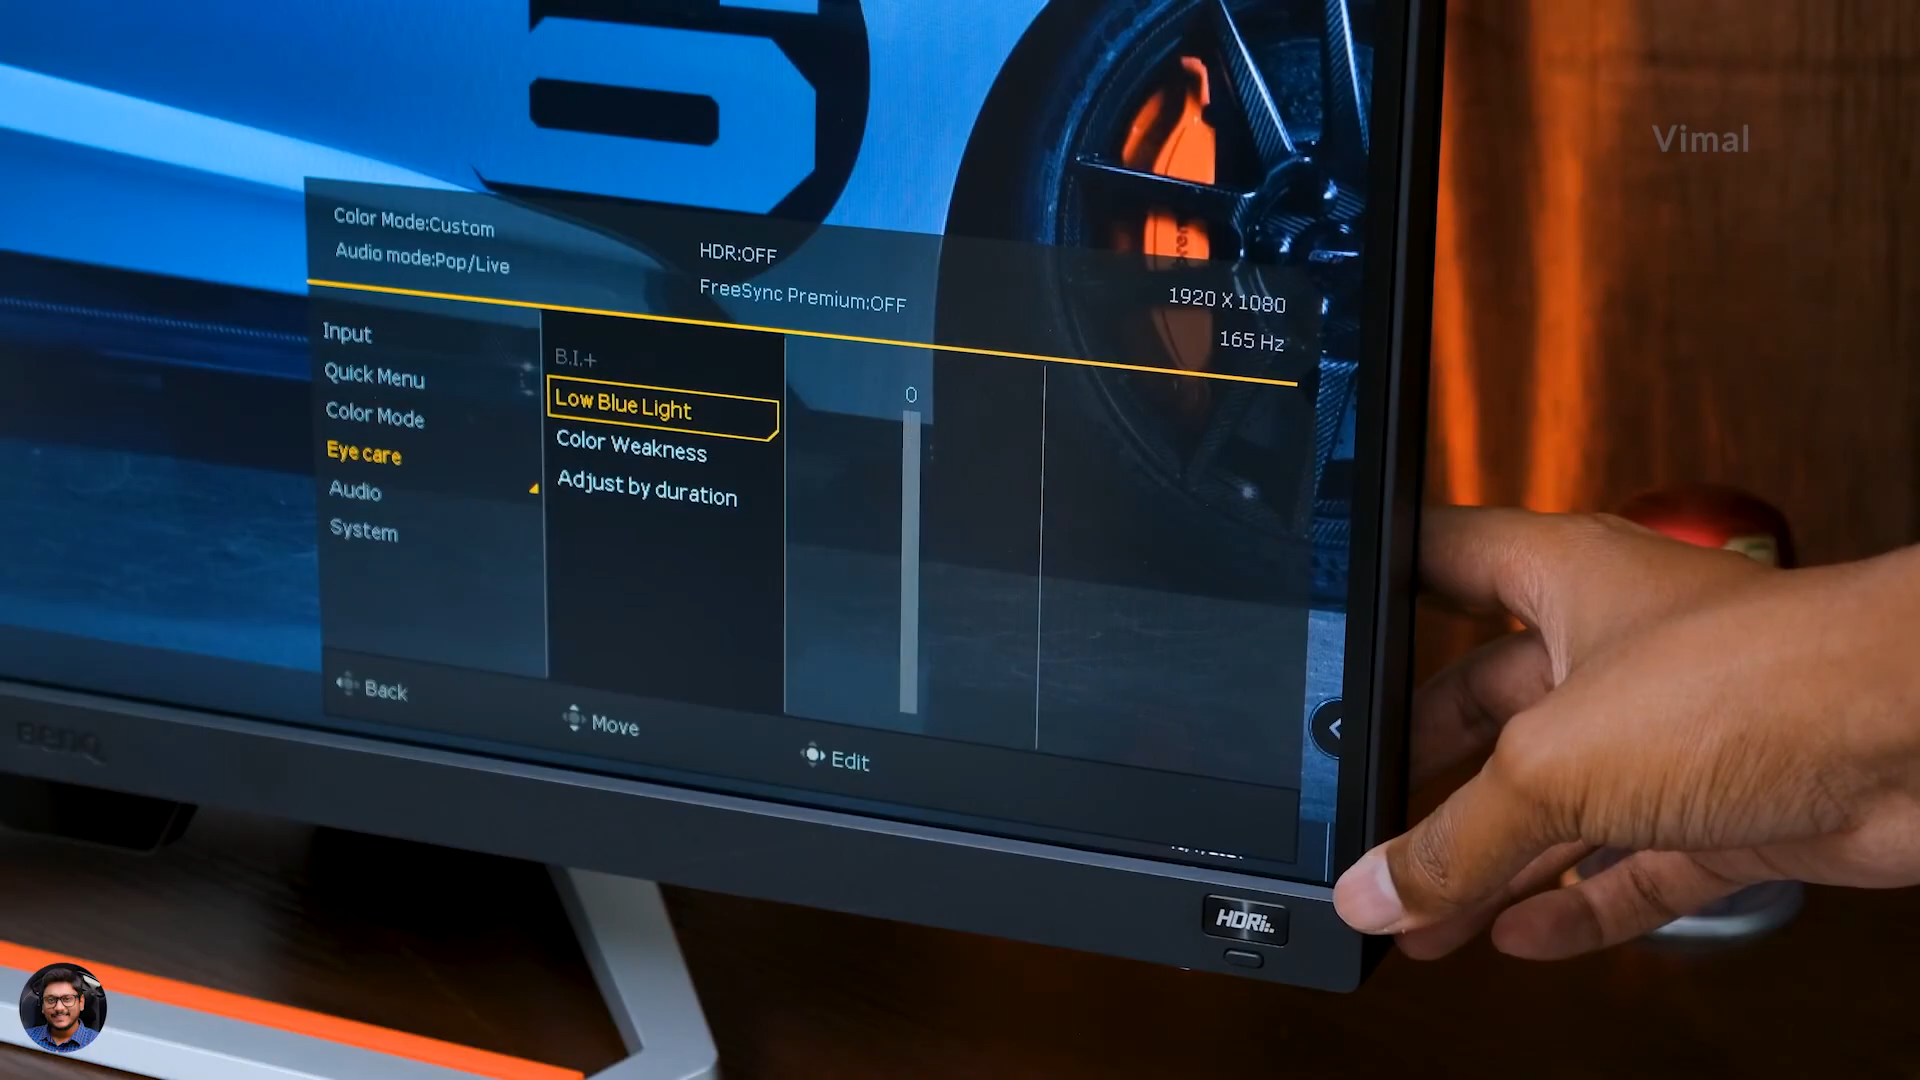 Vimal
Color Mode:Custom
Audio mode:Pop/Live
HDR:OFF
FreeSync Premium:OFF
1920 X 1080
165 Hz
Input
Quick Menu
Color Mode
Eye care
Audio
System
B.I.+
Low Blue Light
Color Weakness
Adjust by duration
0
Back
Move
Edit
BenQ
HDRi